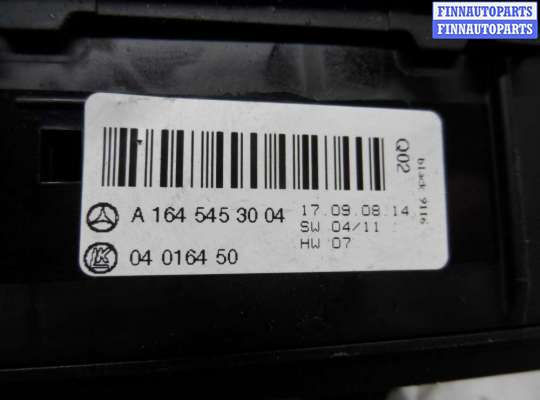 FINNAUTOPARTS
FINNAUTOPARTS
Q02
black 9116
A 164 545 30 04
17.09.08 14
SW 04/11
HW 07
LK
04 0164 50